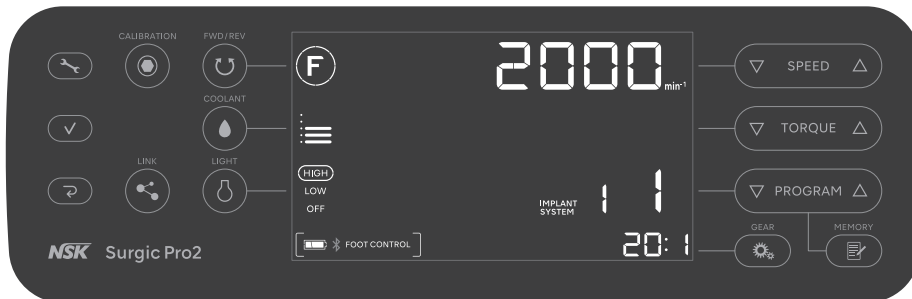 CALIBRATION
FWD/REV
F
2000
min-1
SPEED
COOLANT
TORQUE
LINK
LIGHT
HIGH
LOW
OFF
IMPLANT
SYSTEM
1
1
PROGRAM
NSK Surgic Pro2
FOOT CONTROL
20:1
GEAR
MEMORY